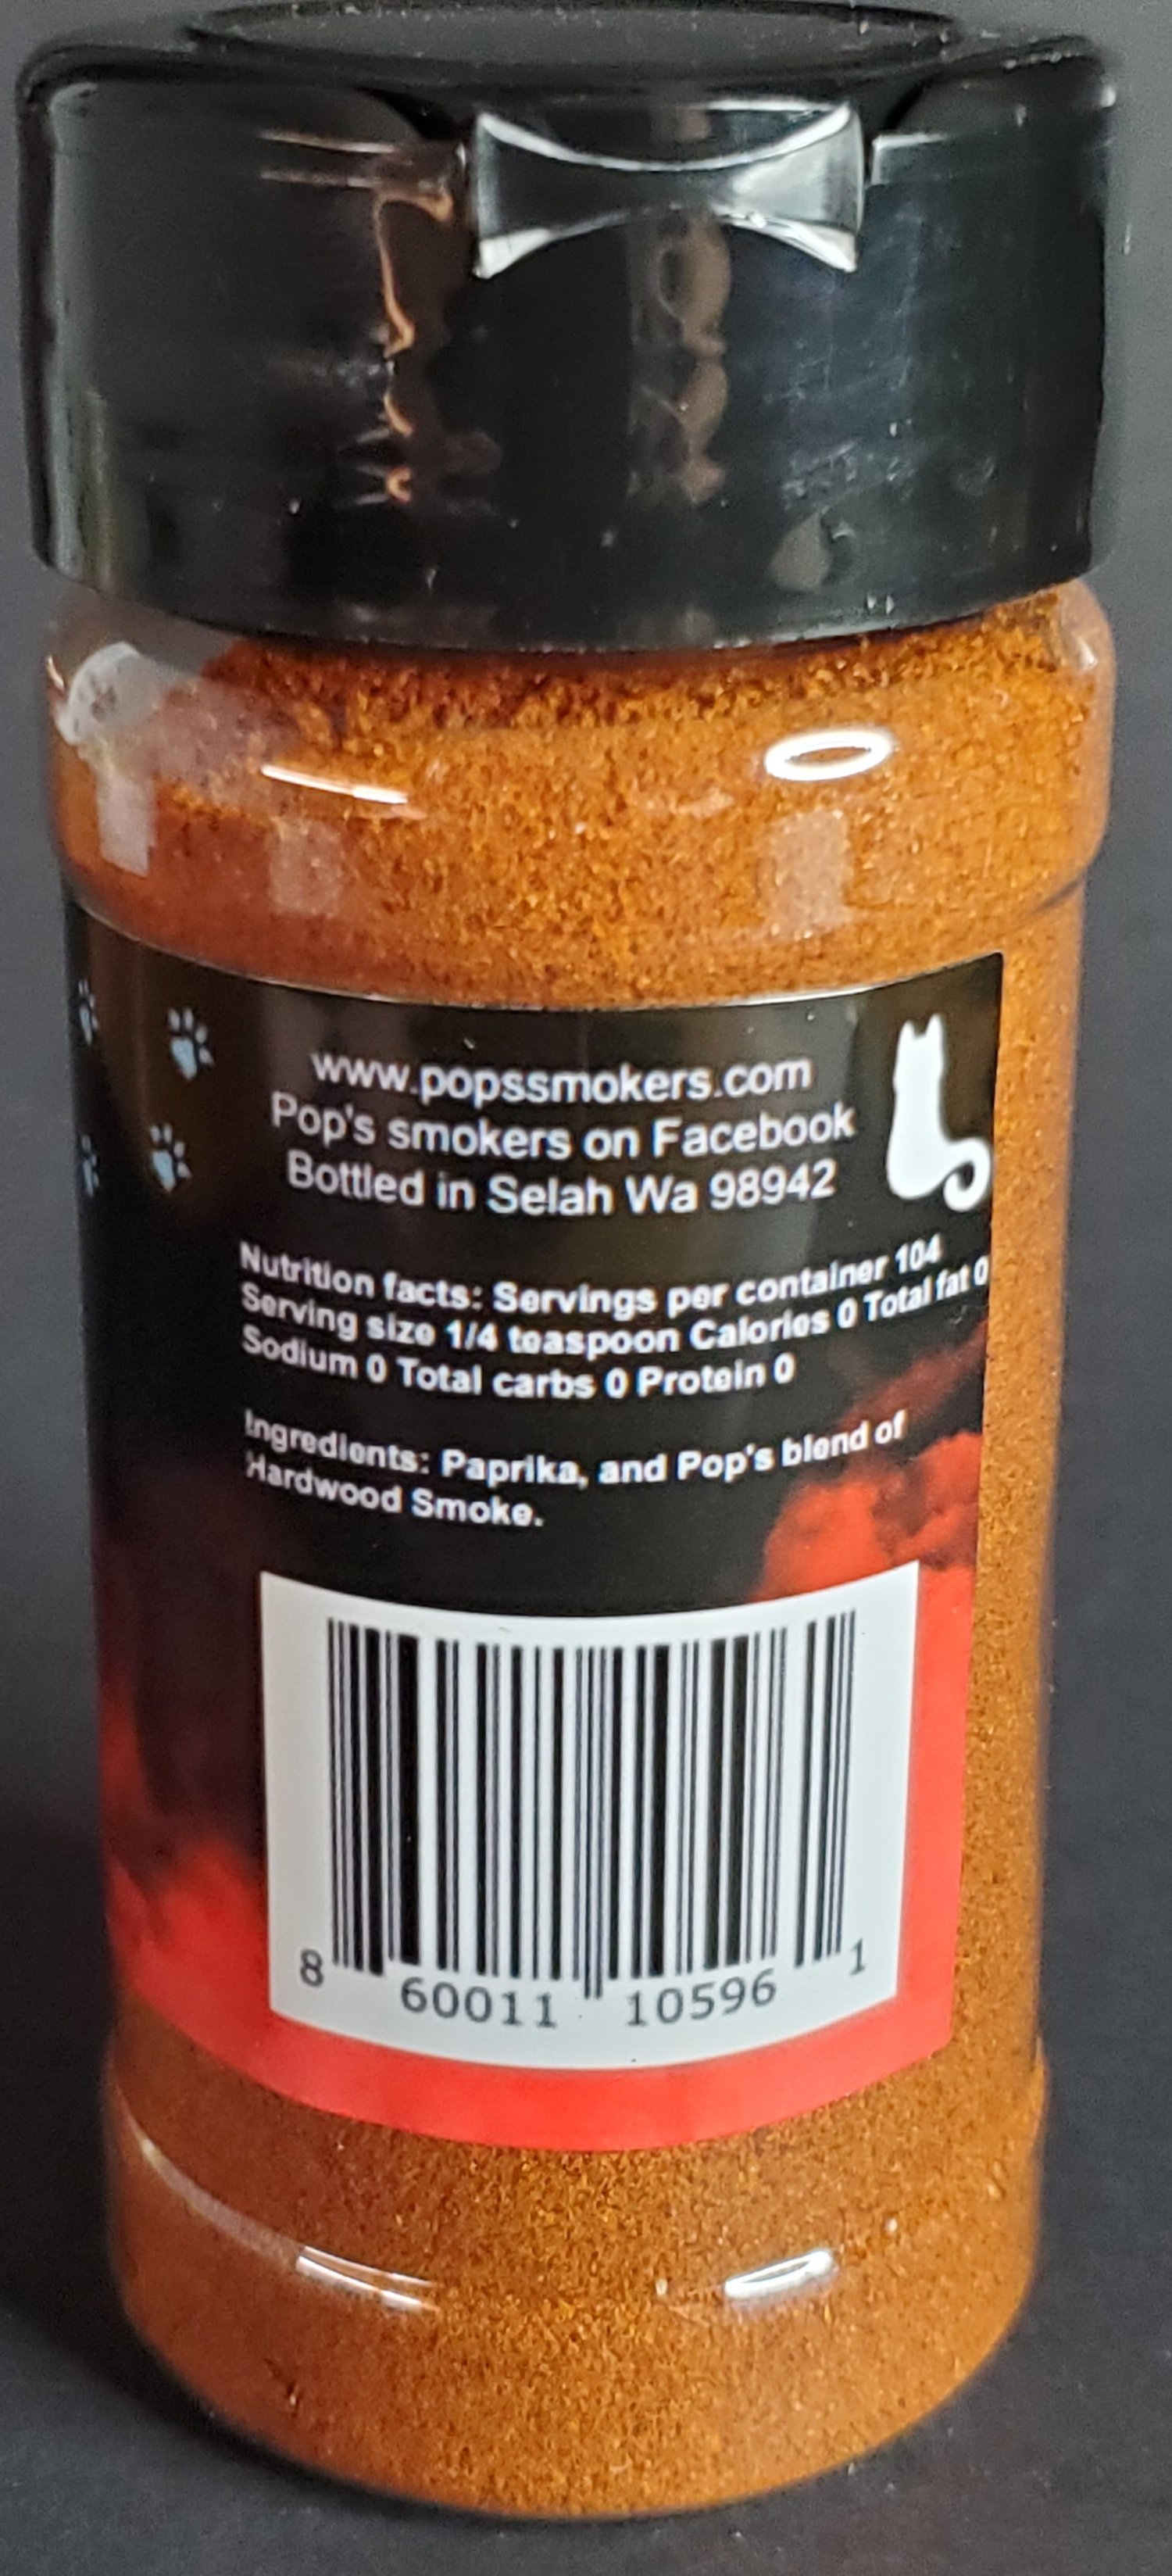 www.popssmokers.com
Pop's smokers on Facebook
Bottled in Selah Wa 98942
Nutrition facts: Servings per container 104
Serving size 1/4 teaspoon Calories 0 Total fat 0
Sodium 0 Total carbs 0 Protein 0
Ingredients: Paprika, and Pop's blend of
Hardwood Smoke.
8 60011 10596 1